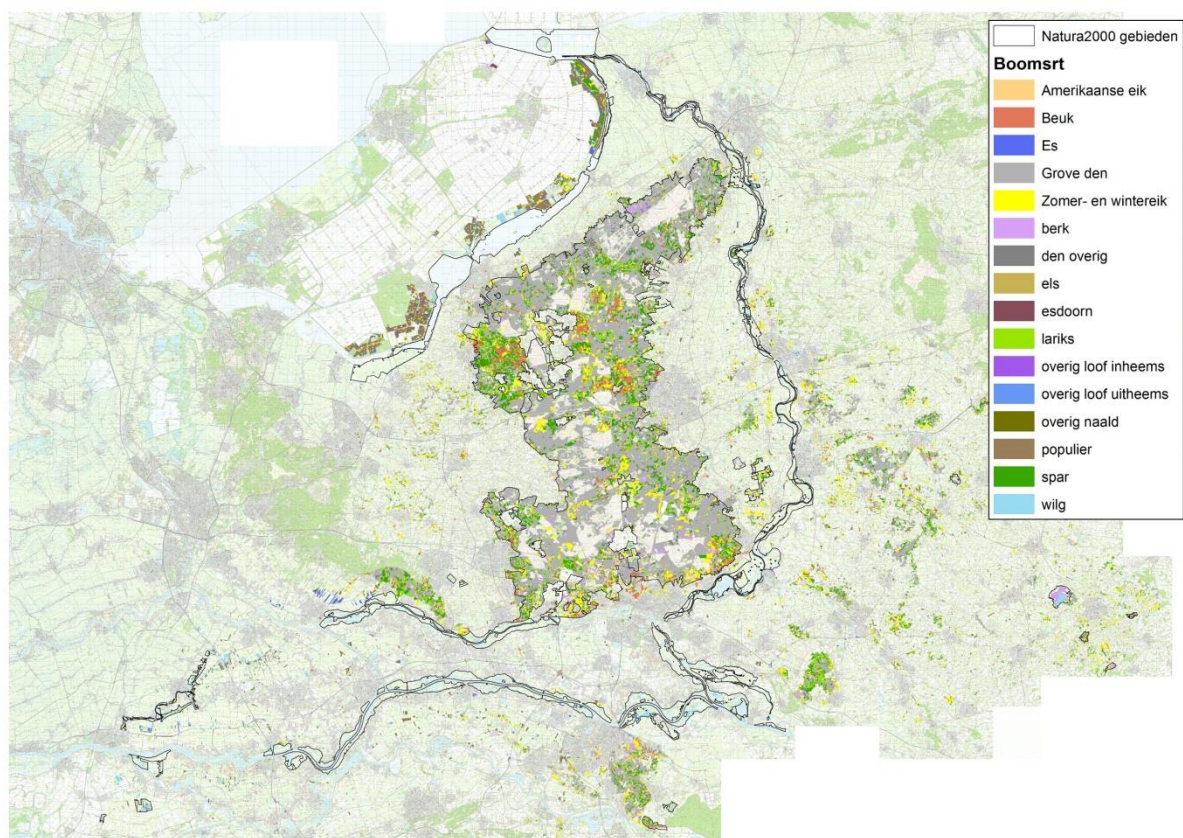 Natura2000 gebieden
Boomsrt
Amerikaanse eik
Beuk
Es
Grove den
Zomer- en wintereik
berk
den overig
els
esdoorn
lariks
overig loof inheems
overig loof uitheems
overig naald
populier
spar
wilg